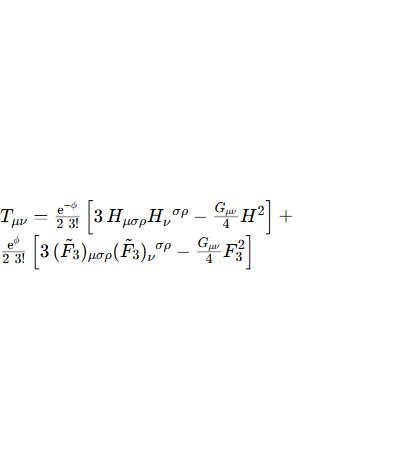 T_{\mu\nu} = \frac{e^{-\phi}}{2\ 3!} \left[ 3\, H_{\mu\sigma\rho} H_{\nu}{}^{\sigma\rho} - \frac{G_{\mu\nu}}{4} H^2 \right] +
\frac{e^{\phi}}{2\ 3!} \left[ 3\, (\tilde{F}_3)_{\mu\sigma\rho} (\tilde{F}_3)_{\nu}{}^{\sigma\rho} - \frac{G_{\mu\nu}}{4} F_3^2 \right]